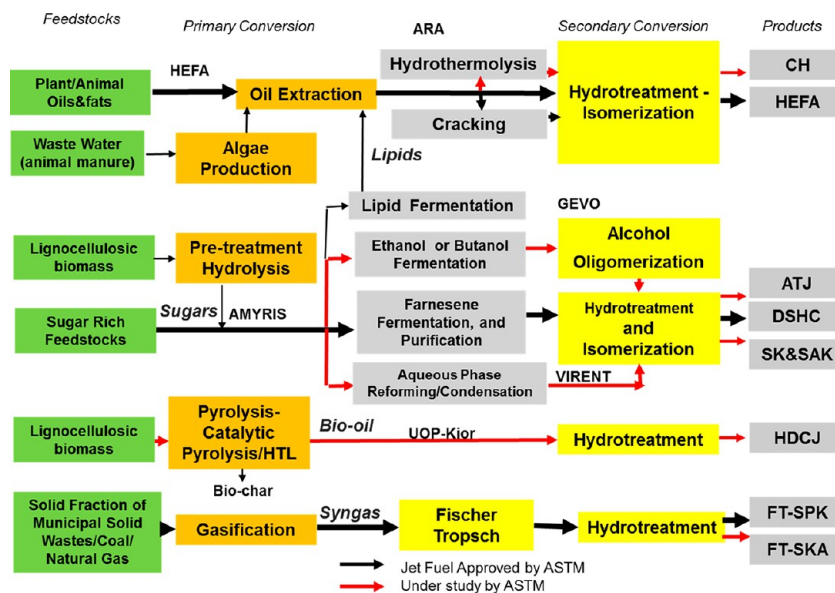 Feedstocks
Primary Conversion
ARA
Secondary Conversion
Products
Plant/Animal
Oils&fats
HEFA
Oil Extraction
Hydrothermolysis
Cracking
Hydrotreatment -
Isomerization
CH
HEFA
Waste Water
(animal manure)
Algae
Production
Lipids
Lipid Fermentation
GEVO
Lignocellulosic
biomass
Pre-treatment
Hydrolysis
Ethanol or Butanol
Fermentation
Alcohol
Oligomerization
Sugars
AMYRIS
Sugar Rich
Feedstocks
Farnesene
Fermentation, and
Purification
Hydrotreatment
and
Isomerization
ATJ
DSHC
SK&SAK
Aqueous Phase
Reforming/Condensation
VIRENT
Lignocellulosic
biomass
Pyrolysis-
Catalytic
Pyrolysis/HTL
Bio-oil
UOP-Kior
Hydrotreatment
HDCJ
Bio-char
Solid Fraction of
Municipal Solid
Wastes/Coal/
Natural Gas
Gasification
Syngas
Fischer
Tropsch
Hydrotreatment
FT-SPK
FT-SKA
Jet Fuel Approved by ASTM
Under study by ASTM